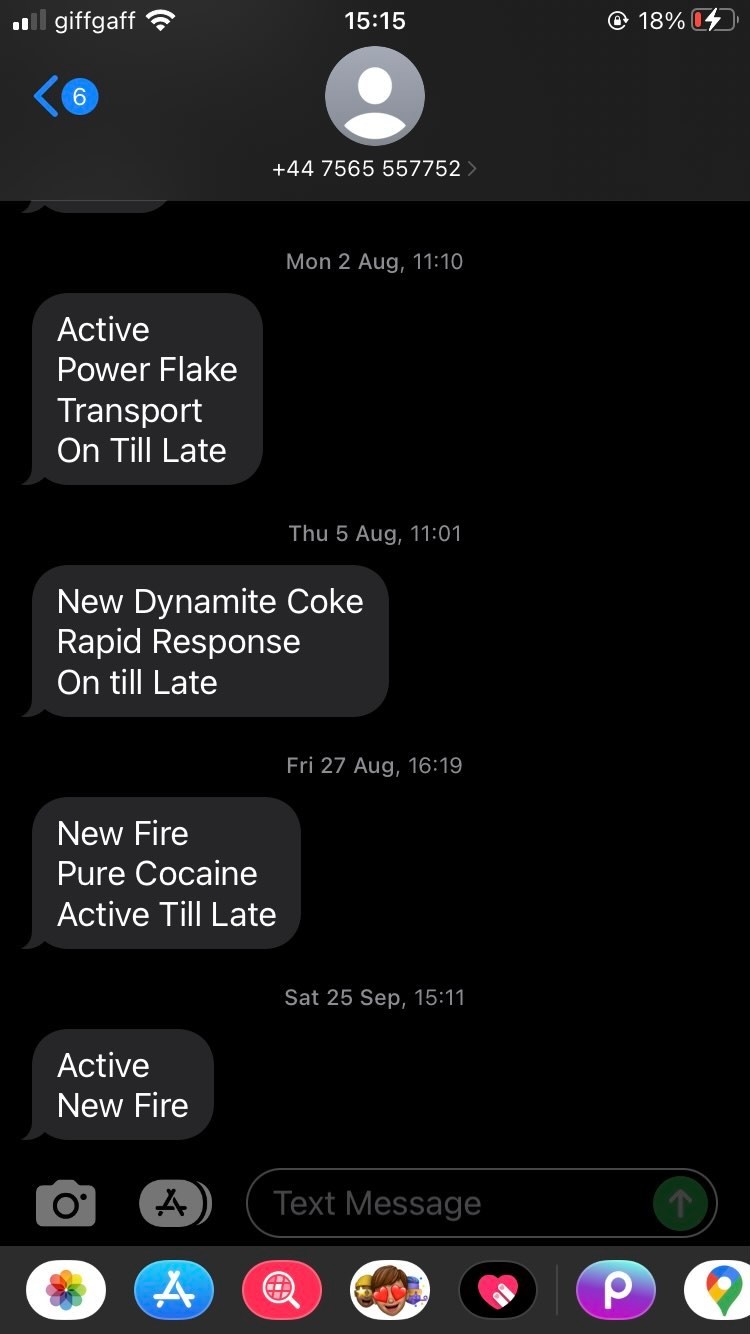 giffgaff 15:15 18%
6
+44 7565 557752
Mon 2 Aug, 11:10
Active
Power Flake
Transport
On Till Late
Thu 5 Aug, 11:01
New Dynamite Coke
Rapid Response
On till Late
Fri 27 Aug, 16:19
New Fire
Pure Cocaine
Active Till Late
Sat 25 Sep, 15:11
Active
New Fire
Text Message